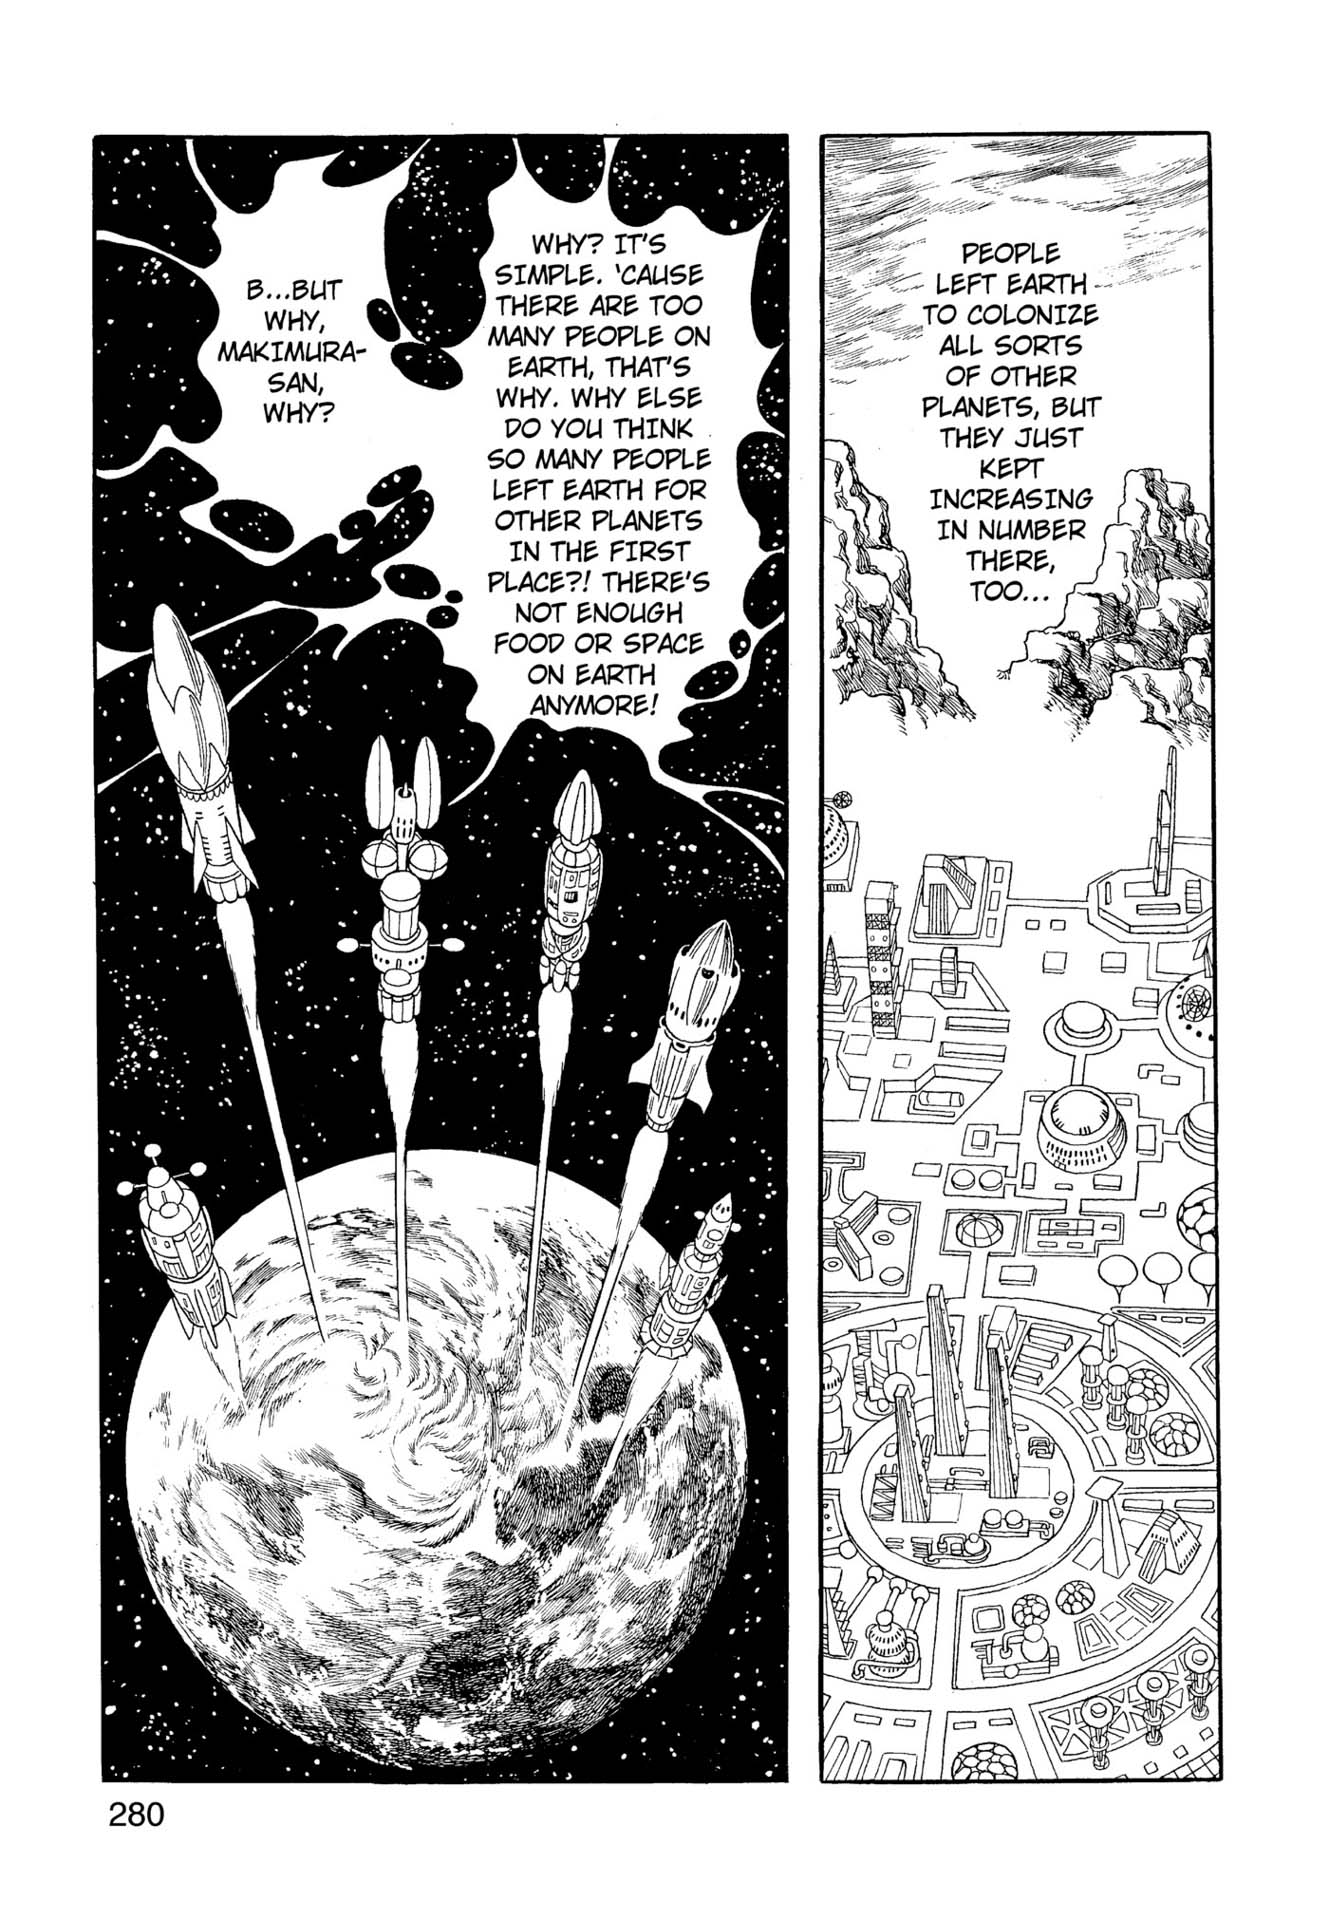 B...BUT
WHY,
MAKIMURA-
SAN,
WHY?
WHY? IT'S
SIMPLE. 'CAUSE
THERE ARE TOO
MANY PEOPLE ON
EARTH, THAT'S
WHY. WHY ELSE
DO YOU THINK
SO MANY PEOPLE
LEFT EARTH FOR
OTHER PLANETS
IN THE FIRST
PLACE?! THERE'S
NOT ENOUGH
FOOD OR SPACE
ON EARTH
ANYMORE!
PEOPLE
LEFT EARTH
TO COLONIZE
ALL SORTS
OF OTHER
PLANETS, BUT
THEY JUST
KEPT
INCREASING
IN NUMBER
THERE,
TOO...
280